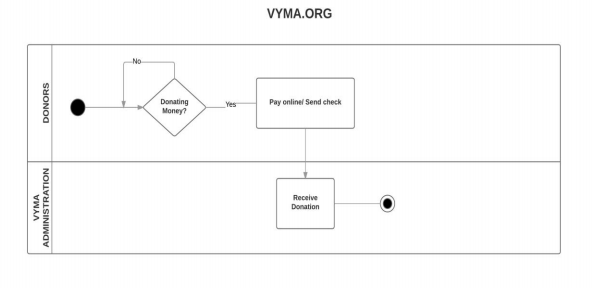 VYMA.ORG
DONORS
No
Donating
Money?
Yes
Pay online/ Send check
VYMA
ADMINISTRATION
Receive
Donation